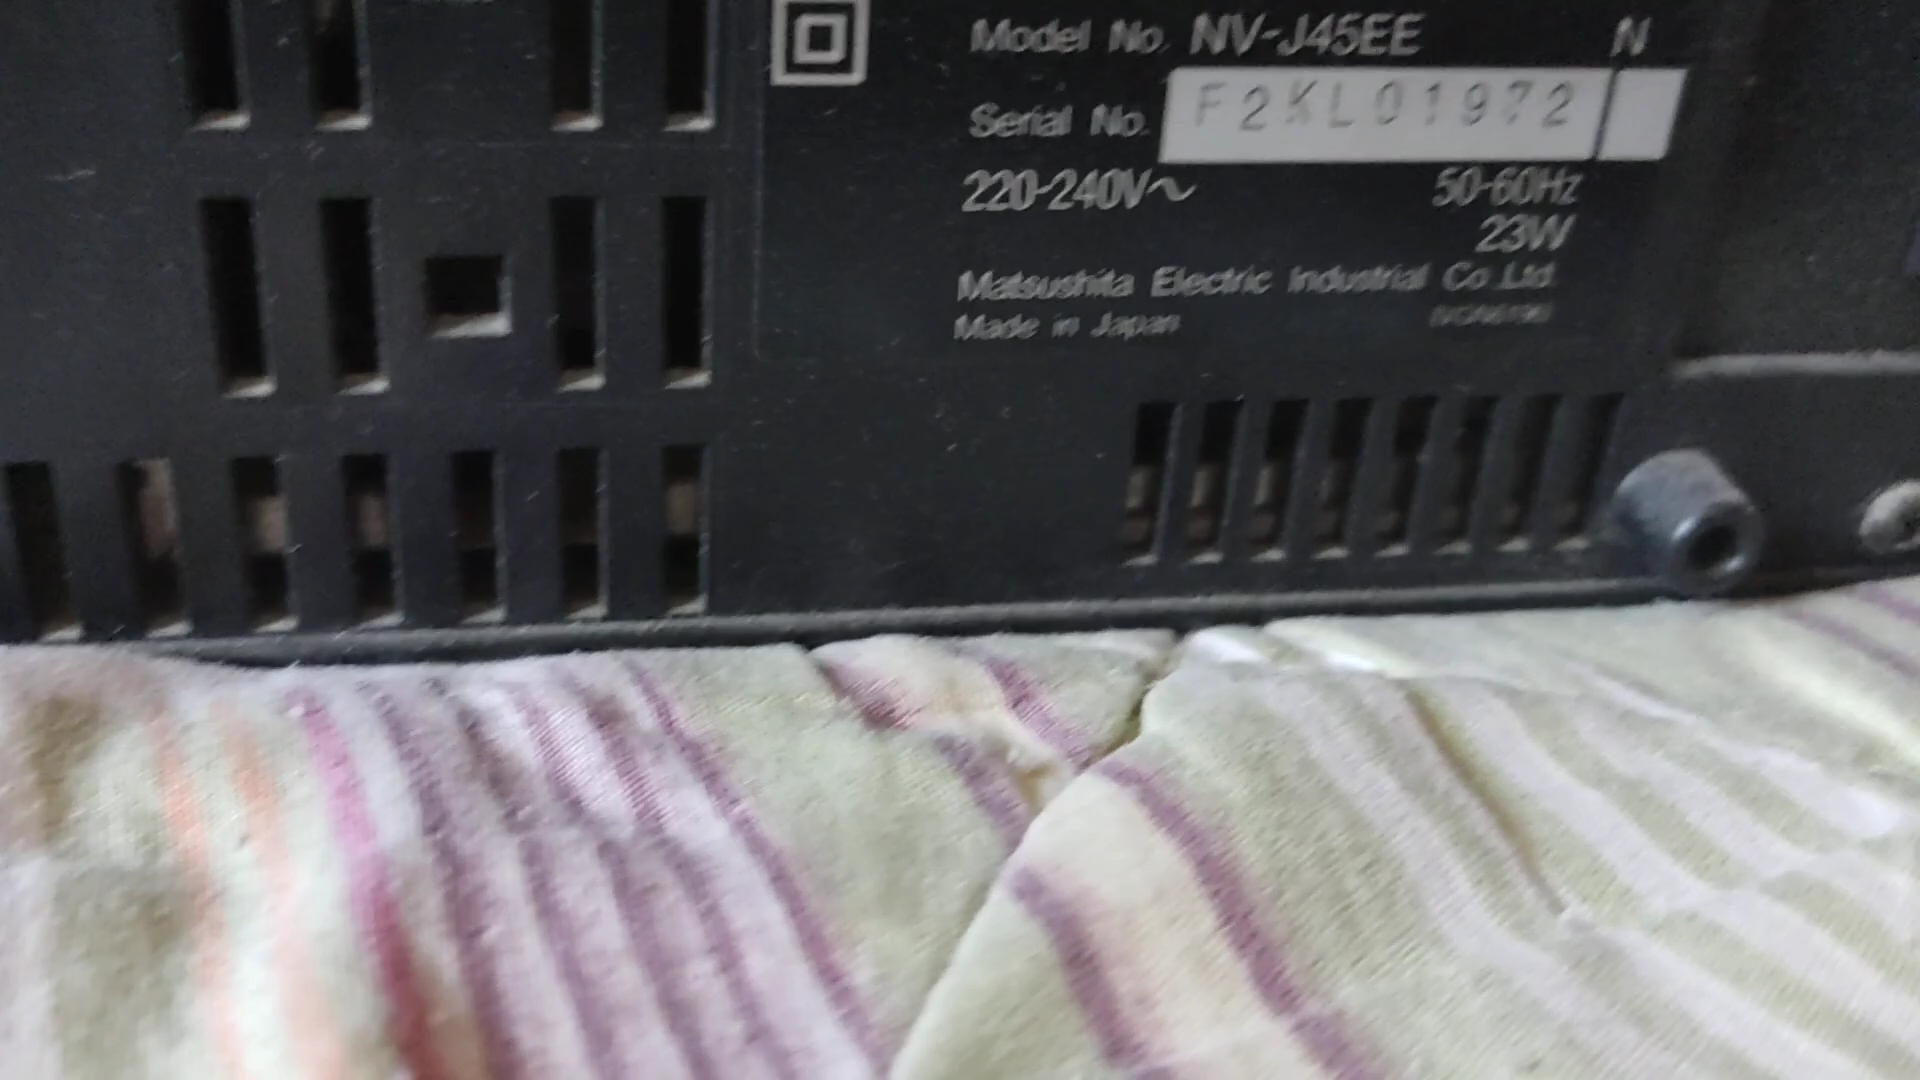 Model No. NV-J45EE N
Serial No. F2KL01972
220-240V~ 50-60Hz
23W
Matsushita Electric Industrial Co.,Ltd.
Made in Japan